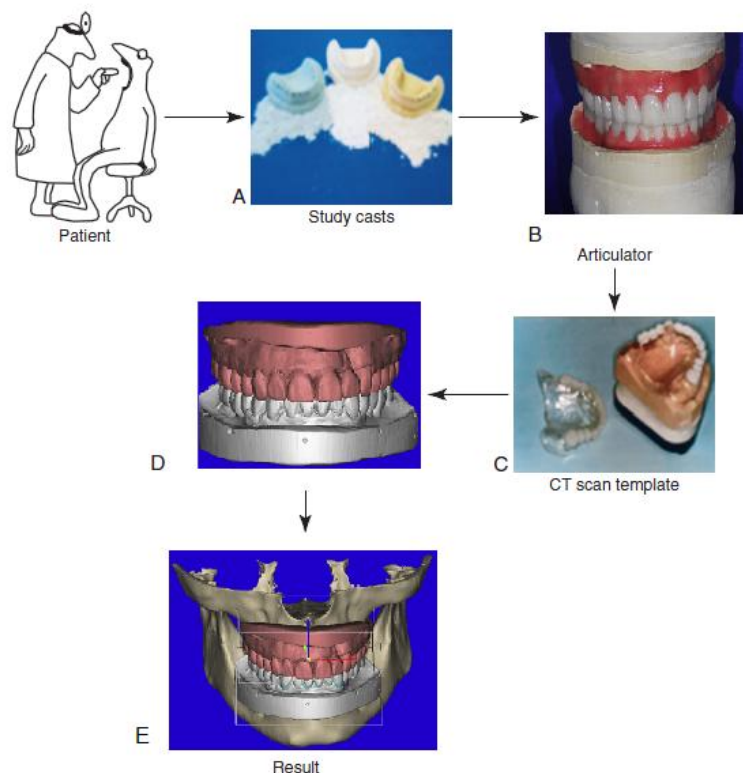 A
Patient
Study casts
B
Articulator
D
C
CT scan template
E
Result